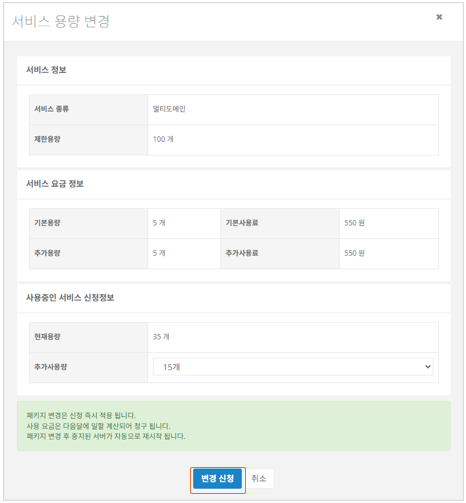 서비스 용량 변경
서비스 정보
서비스 종류 멀티도메인
제한용량 100 개
서비스 요금 정보
기본용량 5 개 기본사용료 550 원
추가용량 5 개 추가사용료 550 원
사용중인 서비스 신청정보
현재용량 35 개
추가사용량 15개
패키지 변경은 신청 즉시 적용 됩니다.
사용 요금은 다음달에 일할 계산되어 청구 됩니다.
패키지 변경 후 중지된 서버가 자동으로 재시작 됩니다.
변경 신청 취소